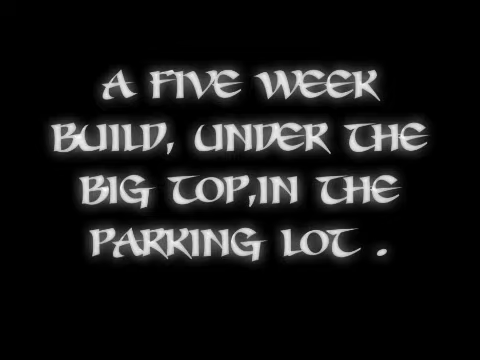 A FIVE WEEK
BUILD, UNDER THE
BIG TOP,IN THE
PARKING LOT .